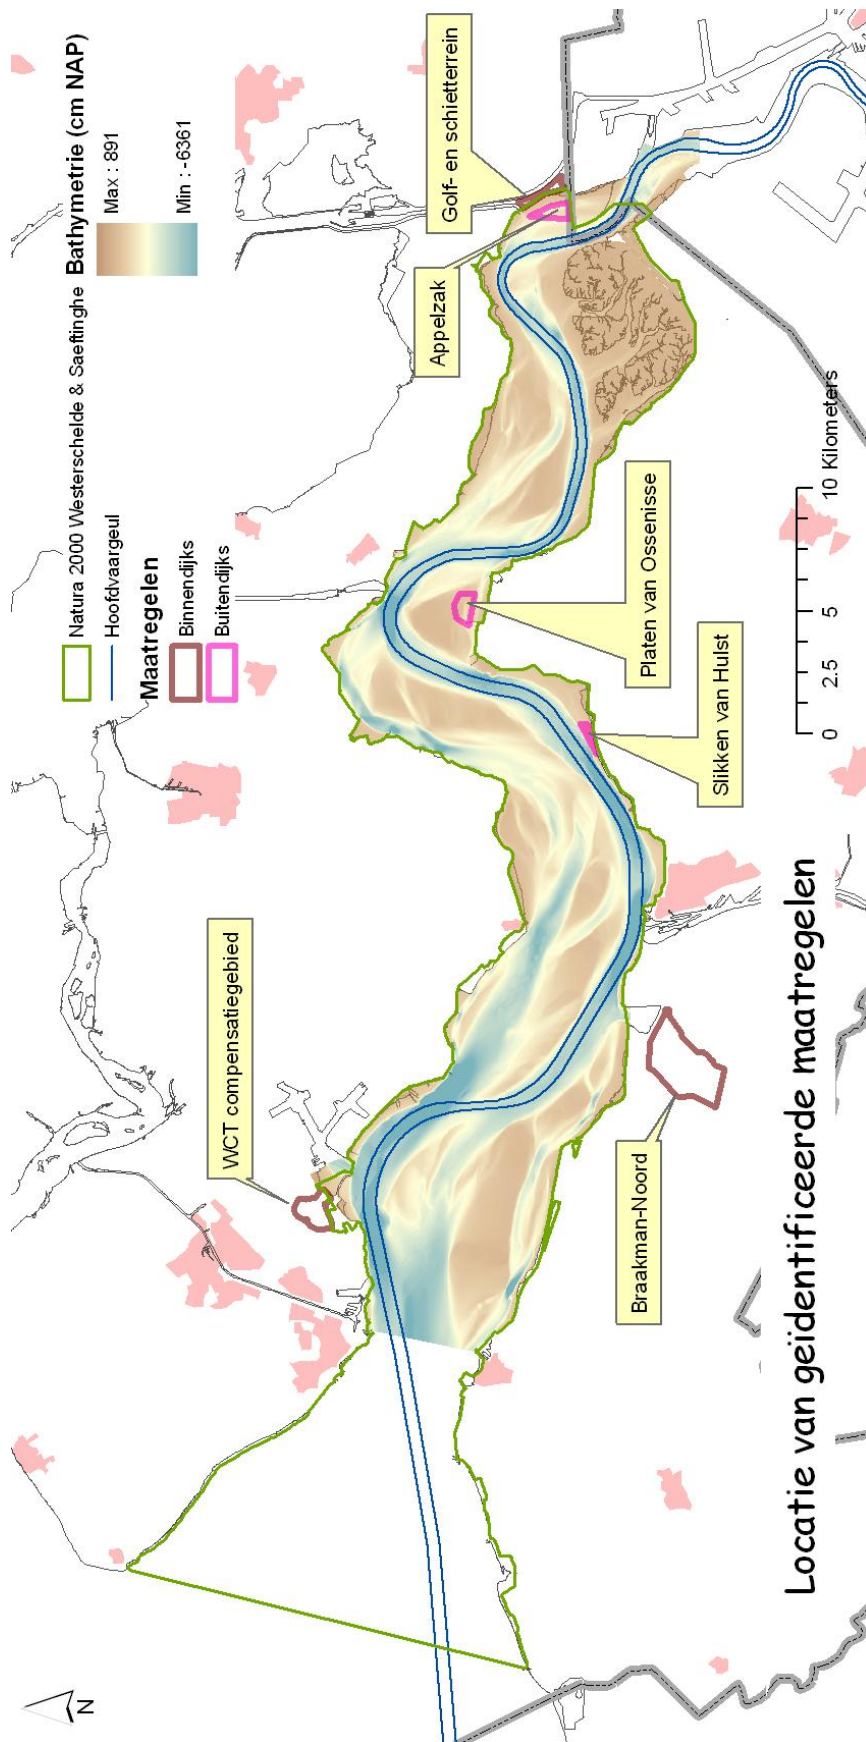 N
Natura 2000 Westerschelde & Saeftinghe
Hoofdvaargeul
Maatregelen
Binnendijks
Buitendijks
Bathymetrie (cm NAP)
Max : 891
Min : -6361
WCT compensatiegebied
Appelzak
Golf- en schietterrein
Braakman-Noord
Slikken van Hulst
Platen van Ossenisse
0 2.5 5 10 Kilometers
Locatie van geïdentificeerde maatregelen